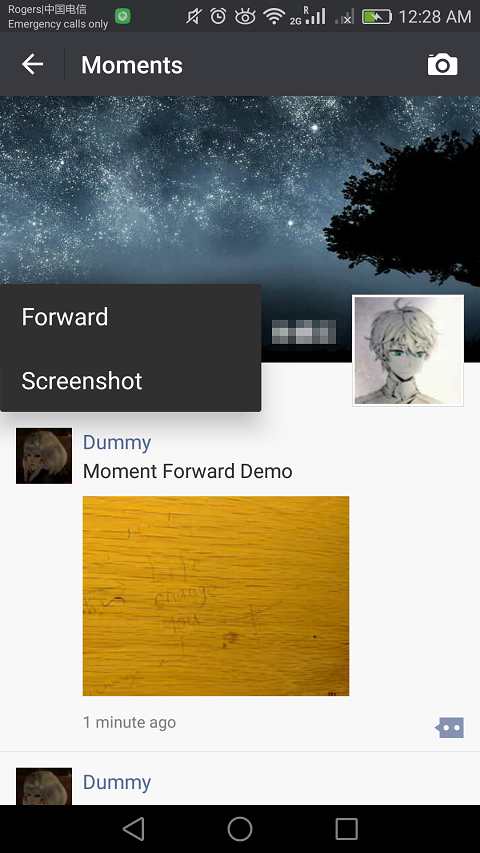 Rogers|中国电信
Emergency calls only
2G
R
12:28 AM
Moments
Forward
Screenshot
Dummy
Moment Forward Demo
Life
change
you
1 minute ago
Dummy